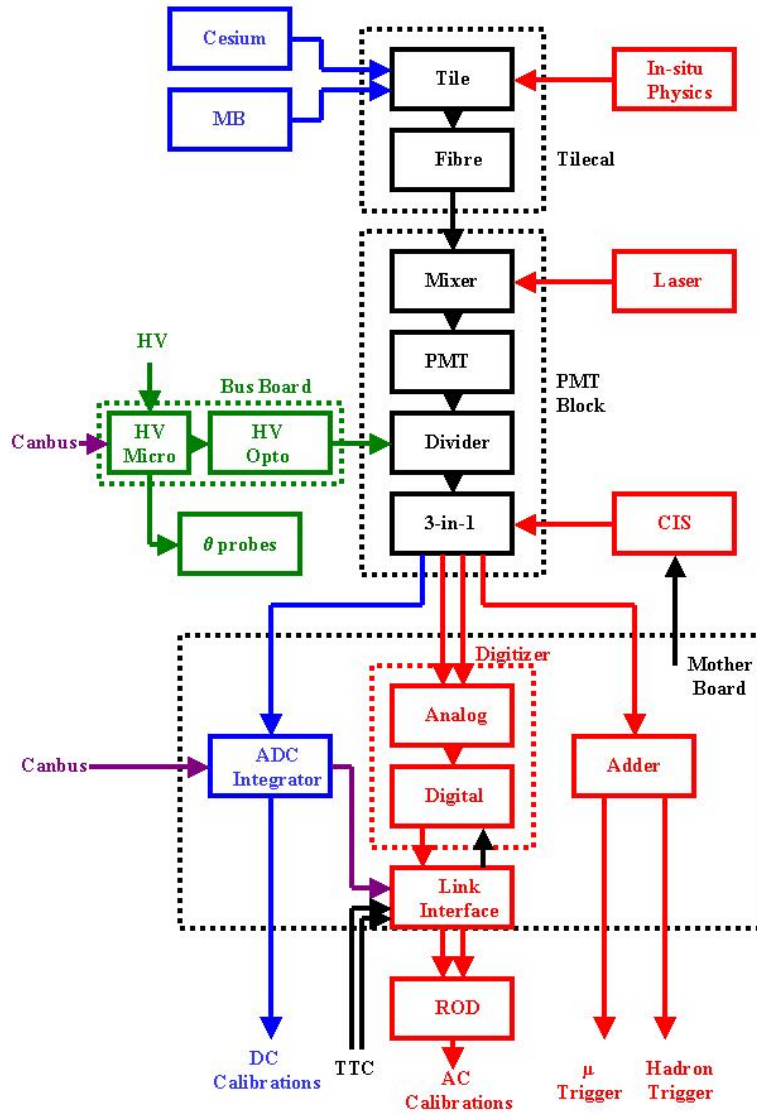 Cesium
Tile
In-situ
Physics
MB
Fibre
Tilecal
Mixer
Laser
HV
PMT
PMT
Block
Bus Board
Canbus
HV
Micro
HV
Opto
Divider
3-in-1
CIS
θ probes
Digitizer
Mother
Board
Analog
Canbus
ADC
Integrator
Adder
Digital
Link
Interface
ROD
DC
Calibrations
TTC
AC
Calibrations
μ
Trigger
Hadron
Trigger